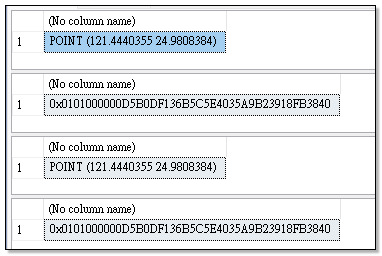 (No column name)
1 POINT (121.4440355 24.9808384)
(No column name)
1 0x0101000000D5B0DF136B5C5E4035A9B23918FB3840
(No column name)
1 POINT (121.4440355 24.9808384)
(No column name)
1 0x0101000000D5B0DF136B5C5E4035A9B23918FB3840